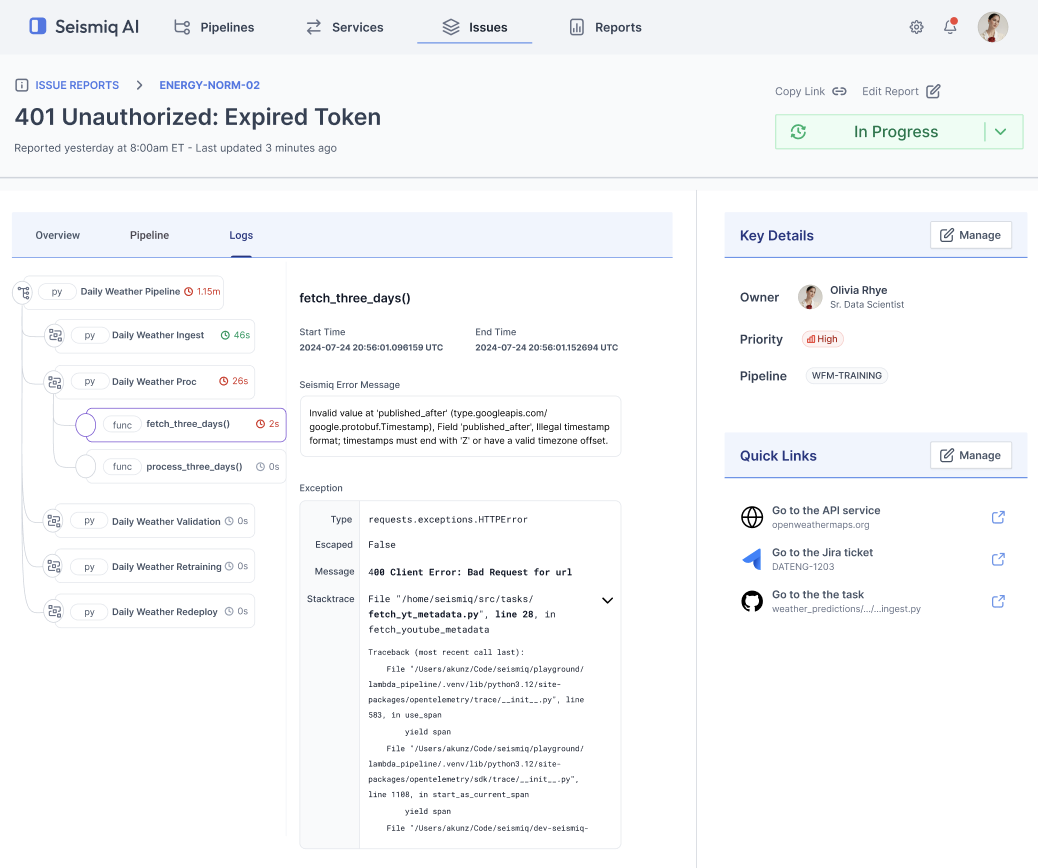 Seismiq AI
Pipelines
Services
Issues
Reports
ISSUE REPORTS
ENERGY-NORM-02
401 Unauthorized: Expired Token
Reported yesterday at 8:00am ET - Last updated 3 minutes ago
Copy Link
Edit Report
In Progress
Overview
Pipeline
Logs
py
Daily Weather Pipeline
1.15m
py
Daily Weather Ingest
46s
py
Daily Weather Proc
26s
func
fetch_three_days()
2s
func
process_three_days()
0s
py
Daily Weather Validation
0s
py
Daily Weather Retraining
0s
py
Daily Weather Redeploy
0s
fetch_three_days()
Start Time
2024-07-24 20:56:01.096159 UTC
End Time
2024-07-24 20:56:01.152694 UTC
Seismiq Error Message
Invalid value at 'published_after' (type.googleapis.com/
google.protobuf.Timestamp), Field 'published_after', Illegal timestamp
format; timestamps must end with 'Z' or have a valid timezone offset.
Exception
Type
requests.exceptions.HTTPError
Escaped
False
Message
400 Client Error: Bad Request for url
Stacktrace
File "/home/seismiq/src/tasks/
fetch_yt_metadata.py", line 28, in
fetch_youtube_metadata
Traceback (most recent call last):
File "/Users/akunz/Code/seismiq/playground/
lambda_pipeline/.venv/lib/python3.12/site-
packages/opentelemetry/trace/__init__.py", line
583, in use_span
yield span
File "/Users/akunz/Code/seismiq/playground/
lambda_pipeline/.venv/lib/python3.12/site-
packages/opentelemetry/sdk/trace/__init__.py",
line 1108, in start_as_current_span
yield span
File "/Users/akunz/Code/seismiq/dev-seismiq-
Key Details
Manage
Owner
Olivia Rhye
Sr. Data Scientist
Priority
High
Pipeline
WFM-TRAINING
Quick Links
Manage
Go to the API service
openweathermaps.org
Go to the Jira ticket
DATENG-1203
Go to the the task
weather_predictions/.../...ingest.py